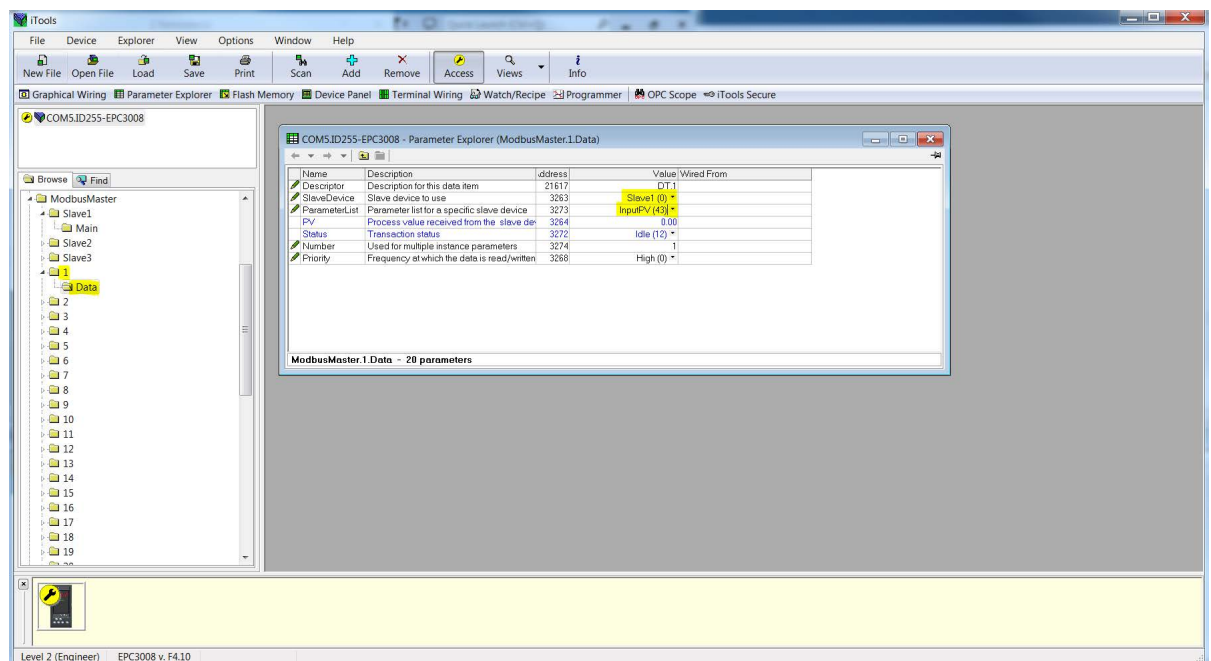 iTools
File Device Explorer View Options Window Help
New File Open File Load Save Print Scan Add Remove Access Views Info
Graphical Wiring Parameter Explorer Flash Memory Device Panel Terminal Wiring Watch/Recipe Programmer OPC Scope iTools Secure
COM5.ID255-EPC3008
Browse Find
ModbusMaster
Slave1
Main
Slave2
Slave3
1
Data
2
3
4
5
6
7
8
9
10
11
12
13
14
15
16
17
18
19
COM5.ID255-EPC3008 - Parameter Explorer (ModbusMaster.1.Data)
Name Description ddress Value Wired From
Descriptor Description for this data item 21617 DT.1
SlaveDevice Slave device to use 3263 Slave1 (0)
ParameterList Parameter list for a specific slave device 3273 InputPV (43)
PV Process value received from the slave de 3264 0.00
Status Transaction status 3272 Idle (12)
Number Used for multiple instance parameters 3274 1
Priority Frequency at which the data is read/written 3268 High (0)
ModbusMaster.1.Data - 20 parameters
Level 2 (Engineer) EPC3008 v. F4.10